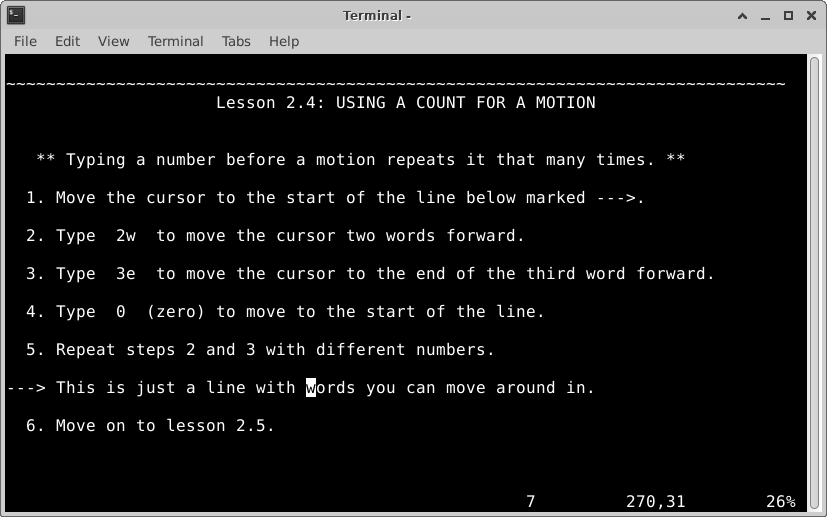 Terminal -
File Edit View Terminal Tabs Help
~~~~~~~~~~~~~~~~~~~~~~~~~~~~~~~~~~~~~~~~~~~~~~~~~~~~~~~~~~~~~~~~~~~~~~~~~~~~~~
Lesson 2.4: USING A COUNT FOR A MOTION
** Typing a number before a motion repeats it that many times. **
1. Move the cursor to the start of the line below marked --->.
2. Type  2w  to move the cursor two words forward.
3. Type  3e  to move the cursor to the end of the third word forward.
4. Type  0  (zero) to move to the start of the line.
5. Repeat steps 2 and 3 with different numbers.
---> This is just a line with words you can move around in.
6. Move on to lesson 2.5.
7 270,31 26%